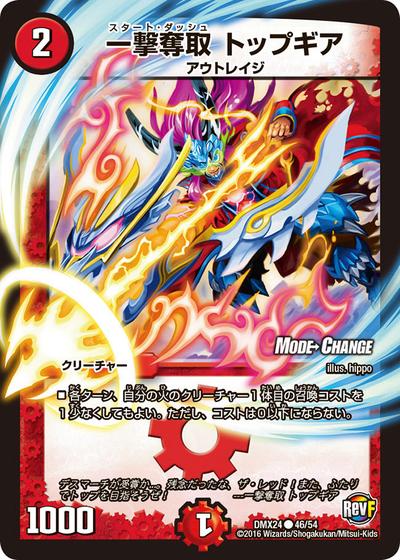 2
スタート・ダッシュ
一撃奪取 トップギア
アウトレイジ
MODE→CHANGE
illus. hippo
クリーチャー
■ 各ターン、自分の火のクリーチャー1体目の召喚コストを
1少なくしてもよい。ただし、コストは0以下にならない。
デスマーチが災費か…残念だったな、ザ・レッド!また、ふたり
でトップを目指そうぜ! ---一撃奪取 トップギア
1000
1
DMX24 ● 46/54
RevF
©2016 Wizards/Shogakukan/Mitsui-Kids